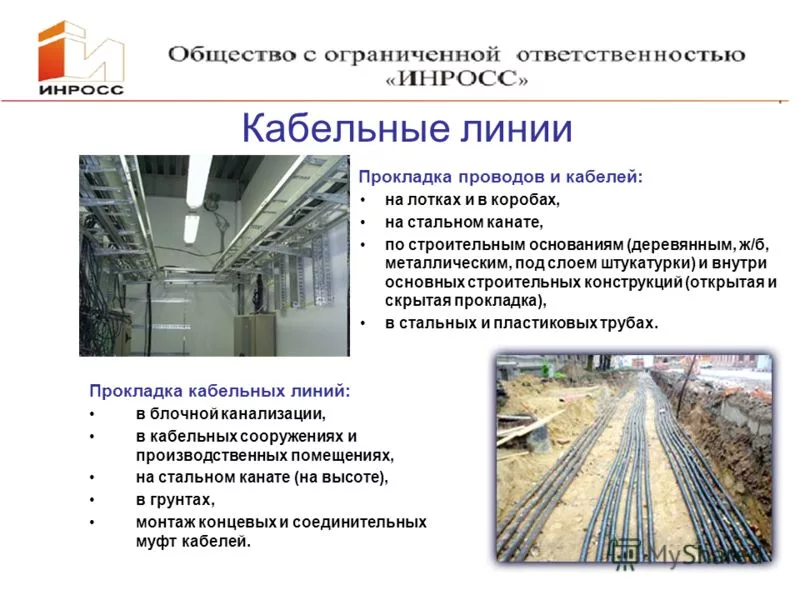 ИНРОСС
Общество с ограниченной ответственностью
«ИНРОСС»
Кабельные линии
Прокладка проводов и кабелей:
• на лотках и в коробах,
• на стальном канате,
• по строительным основаниям (деревянным, ж/б,
металлическим, под слоем штукатурки) и внутри
основных строительных конструкций (открытая и
скрытая прокладка),
• в стальных и пластиковых трубах.
Прокладка кабельных линий:
• в блочной канализации,
• в кабельных сооружениях и
производственных помещениях,
• на стальном канате (на высоте),
• в грунтах,
• монтаж концевых и соединительных
муфт кабелей.
MyShared